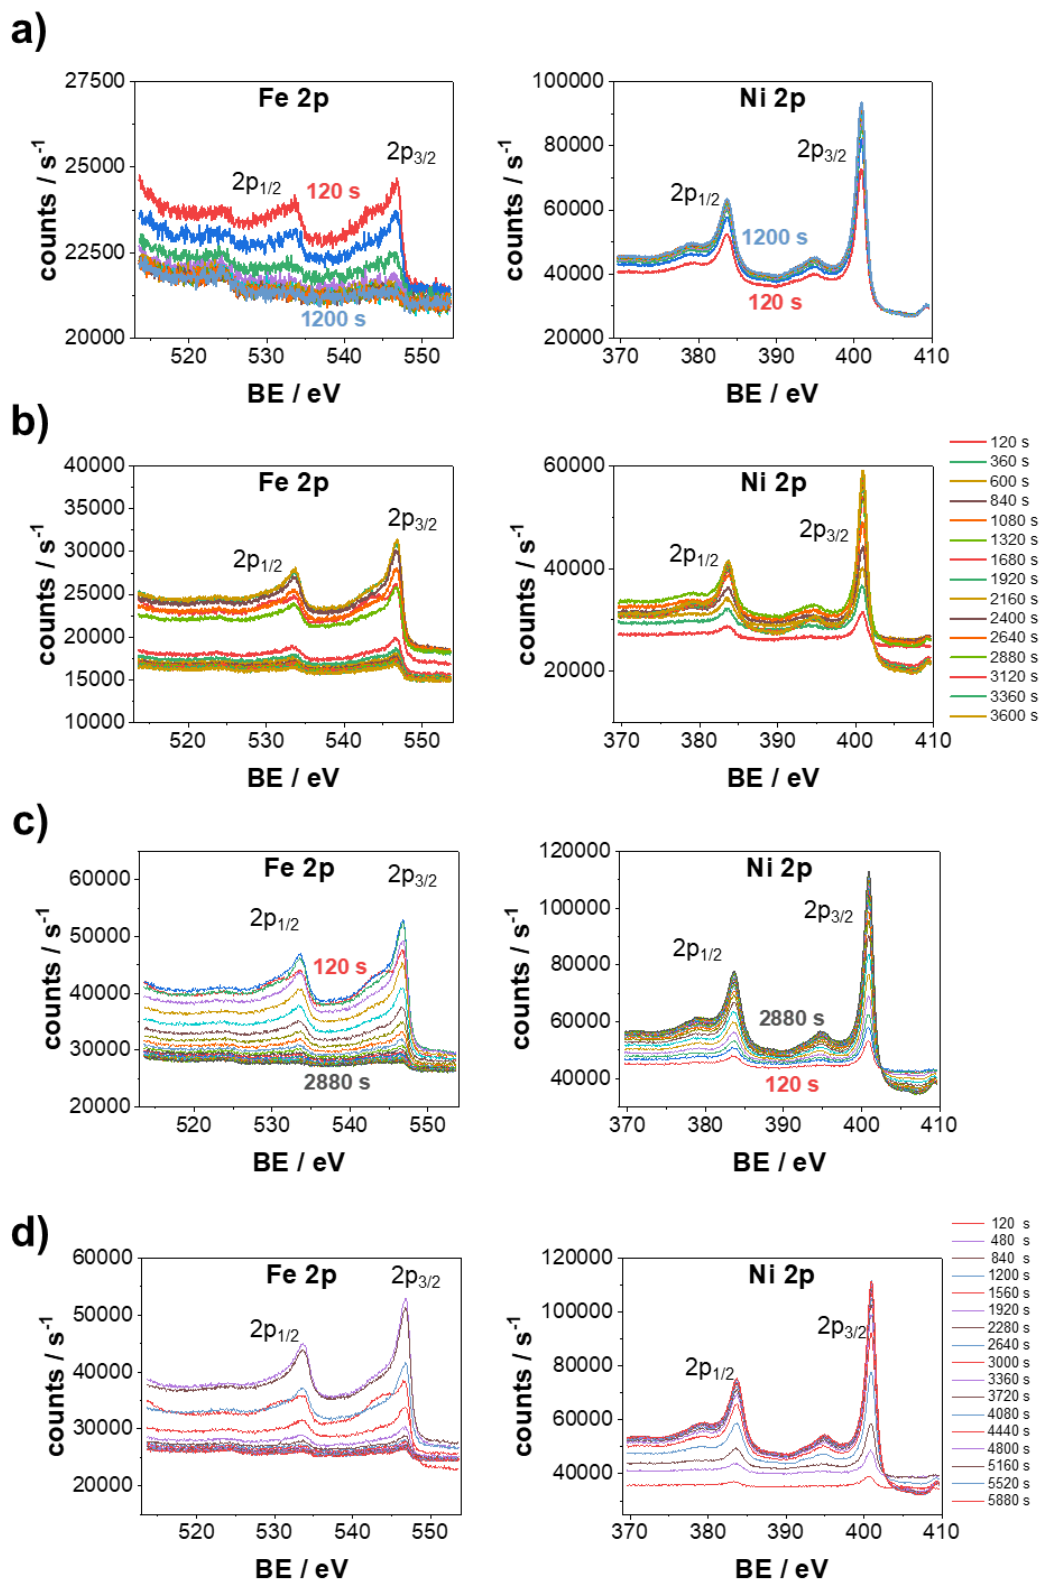 a)
27500
25000
22500
20000
counts / s⁻¹
Fe 2p
2p₁/₂
120 s
2p₃/₂
1200 s
520 530 540 550
BE / eV
100000
80000
60000
40000
20000
counts / s⁻¹
Ni 2p
2p₃/₂
2p₁/₂
1200 s
120 s
370 380 390 400 410
BE / eV
b)
40000
35000
30000
25000
20000
15000
10000
counts / s⁻¹
Fe 2p
2p₃/₂
2p₁/₂
520 530 540 550
BE / eV
60000
40000
20000
counts / s⁻¹
Ni 2p
2p₃/₂
2p₁/₂
370 380 390 400 410
BE / eV
120 s
360 s
600 s
840 s
1080 s
1320 s
1680 s
1920 s
2160 s
2400 s
2640 s
2880 s
3120 s
3360 s
3600 s
c)
60000
50000
40000
30000
20000
counts / s⁻¹
Fe 2p
2p₃/₂
2p₁/₂
120 s
2880 s
520 530 540 550
BE / eV
120000
100000
80000
60000
40000
counts / s⁻¹
Ni 2p
2p₃/₂
2p₁/₂
2880 s
120 s
370 380 390 400 410
BE / eV
d)
60000
50000
40000
30000
20000
counts / s⁻¹
Fe 2p
2p₃/₂
2p₁/₂
520 530 540 550
BE / eV
120000
100000
80000
60000
40000
counts / s⁻¹
Ni 2p
2p₃/₂
2p₁/₂
370 380 390 400 410
BE / eV
120 s
480 s
840 s
1200 s
1560 s
1920 s
2280 s
2640 s
3000 s
3360 s
3720 s
4080 s
4440 s
4800 s
5160 s
5520 s
5880 s